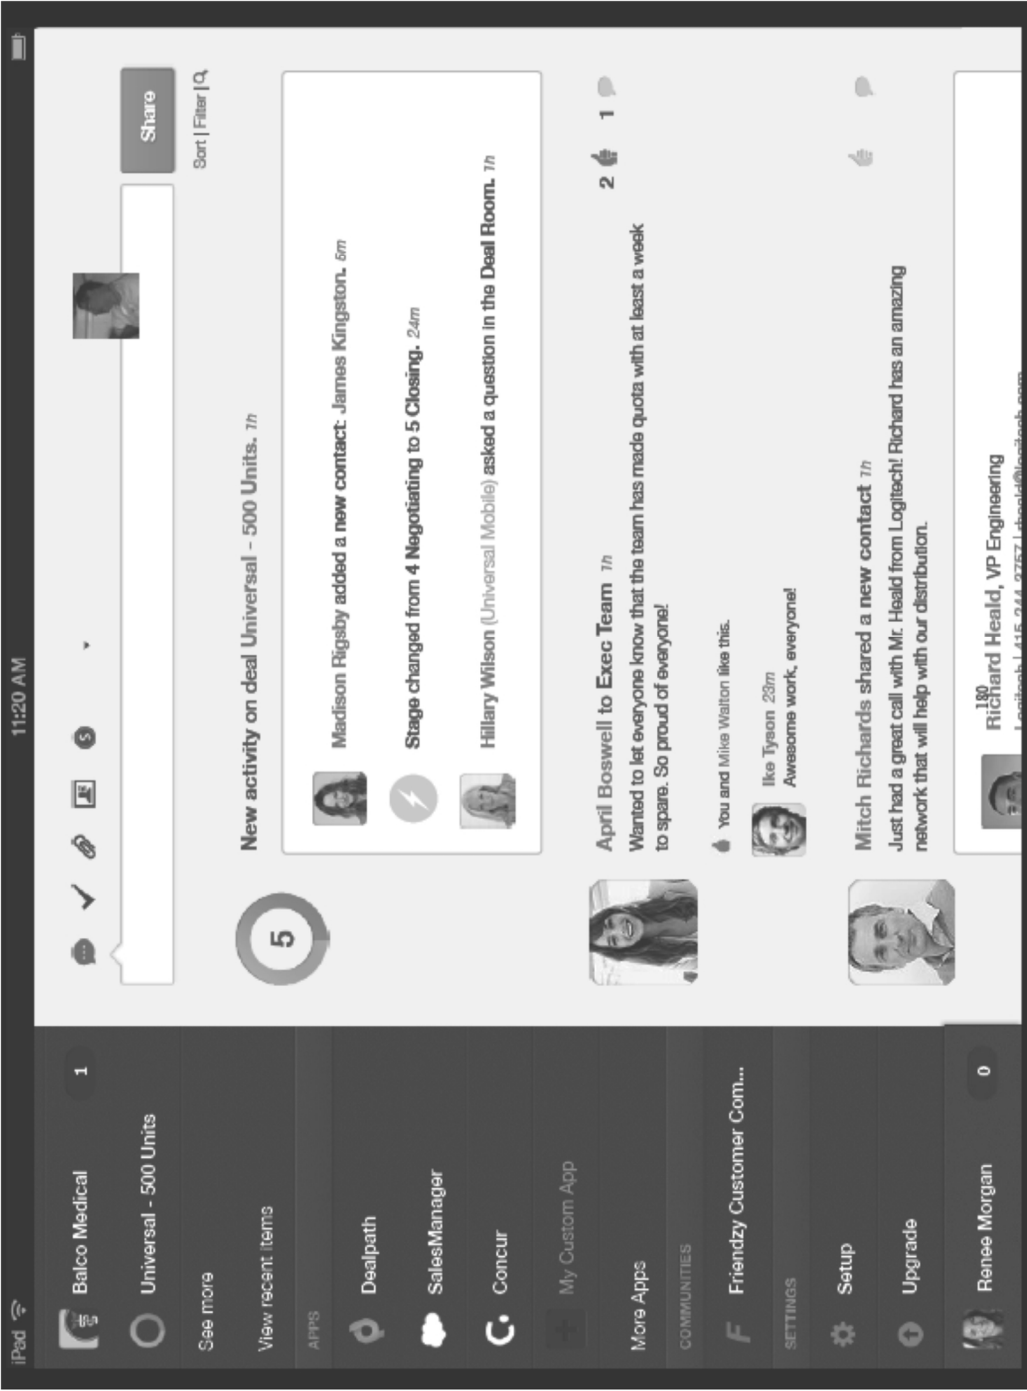 iPad
11:20 AM
Balco Medical
1
Universal - 500 Units
See more
View recent items
APPS
Dealpath
SalesManager
Concur
My Custom App
More Apps
COMMUNITIES
Friendzy Customer Com...
SETTINGS
Setup
Upgrade
Renee Morgan
0
Share
Sort | Filter |
5
New activity on deal Universal - 500 Units. 1h
Madison Rigsby added a new contact: James Kingston. 5m
Stage changed from 4 Negotiating to 5 Closing. 24m
Hillary Wilson (Universal Mobile) asked a question in the Deal Room. 1h
April Boswell to Exec Team 1h
2
1
Wanted to let everyone know that the team has made quota with at least a week
to spare. So proud of everyone!
You and Mike Walton like this.
Ike Tyson 23m
Awesome work, everyone!
Mitch Richards shared a new contact 1h
Just had a great call with Mr. Heald from Logitech! Richard has an amazing
network that will help with our distribution.
180
Richard Heald, VP Engineering